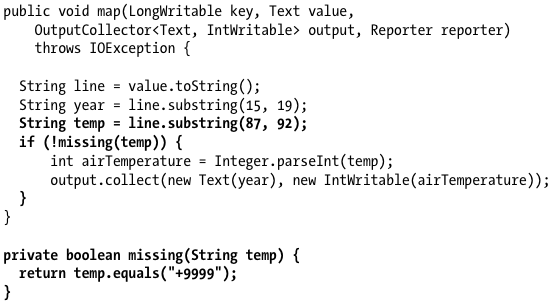 public void map(LongWritable key, Text value,
    OutputCollector<Text, IntWritable> output, Reporter reporter)
    throws IOException {

  String line = value.toString();
  String year = line.substring(15, 19);
  String temp = line.substring(87, 92);
  if (!missing(temp)) {
      int airTemperature = Integer.parseInt(temp);
      output.collect(new Text(year), new IntWritable(airTemperature));
  }
}

private boolean missing(String temp) {
  return temp.equals("+9999");
}